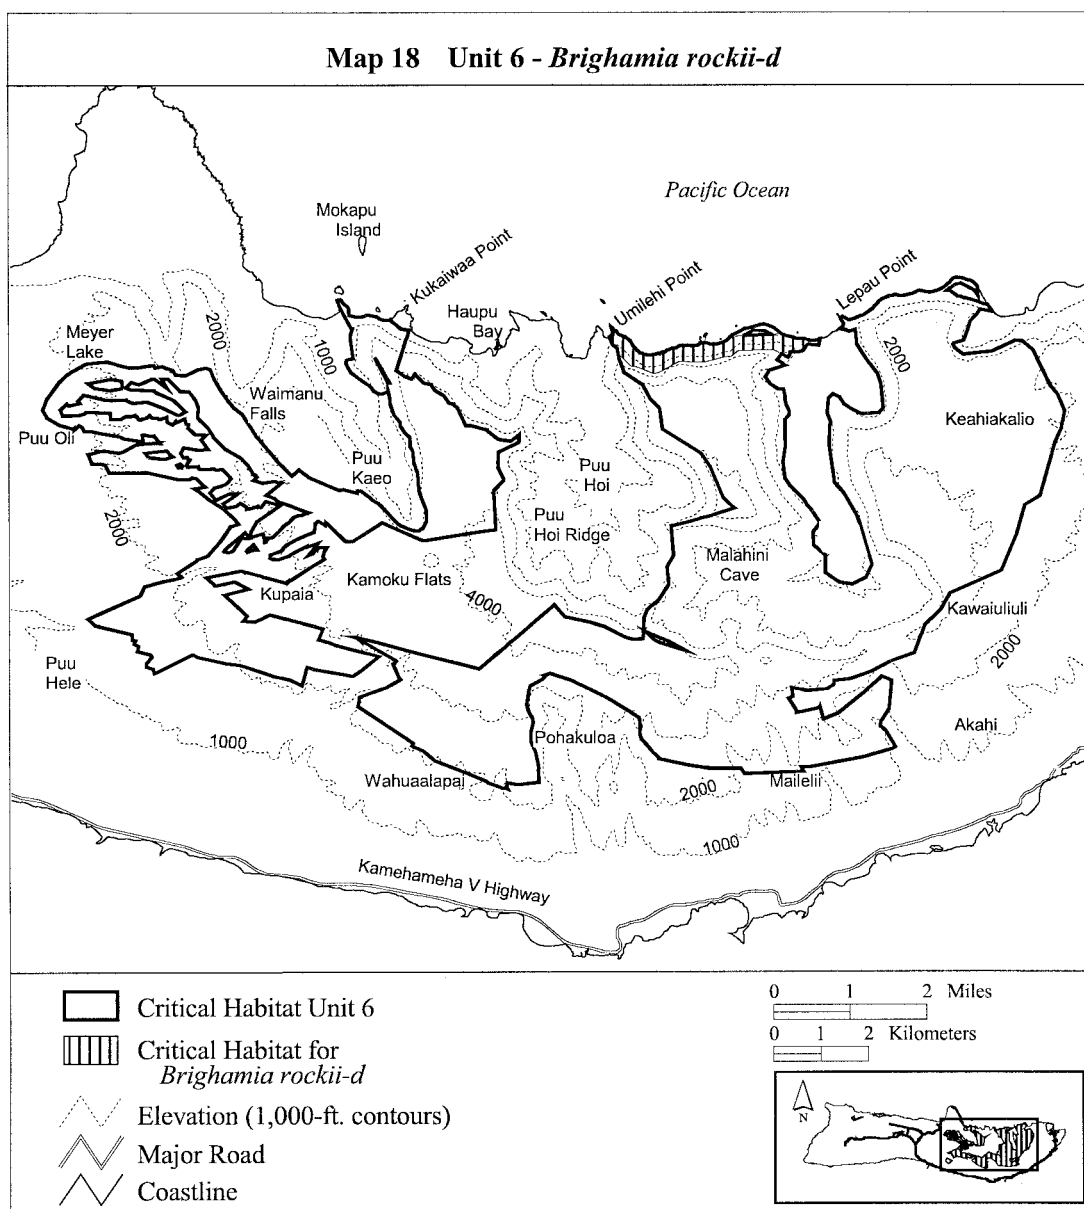 Map 18 Unit 6 - Brighamia rockii-d
Pacific Ocean
Mokapu
Island
Kukaiwaa Point
Haupu
Bay
Umilehi Point
Lepau Point
Meyer
Lake
2000
1000
2000
Waimanu
Falls
Keahiakalio
Puu Oli
Puu
Kaeo
Puu
Hoi
2000
Puu
Hoi Ridge
Malahini
Cave
Kamoku Flats
Kupaia
4000
Kawaiuliuli
2000
Puu
Hele
1000
Pohakuloa
Akahi
Wahuaalapai
2000
Mailelii
1000
Kamehameha V Highway
Critical Habitat Unit 6
Critical Habitat for
Brighamia rockii-d
Elevation (1,000-ft. contours)
Major Road
Coastline
0 1 2 Miles
0 1 2 Kilometers
N